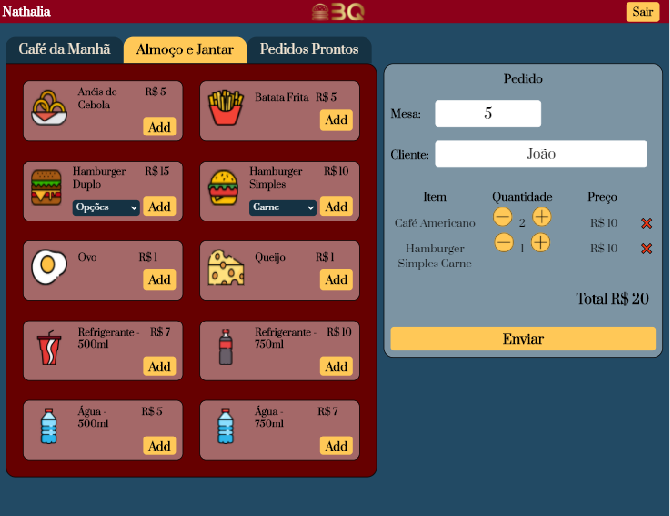 Nathalia
BQ
Sair
Café da Manhã
Almoço e Jantar
Pedidos Prontos
Anéis de
Cebola
R$ 5
Add
Batata Frita
R$ 5
Add
Hamburger
Duplo
R$ 15
Opções
Add
Hamburger
Simples
R$ 10
Carne
Add
Ovo
R$ 1
Add
Queijo
R$ 1
Add
Refrigerante -
500ml
R$ 7
Add
Refrigerante -
750ml
R$ 10
Add
Água -
500ml
R$ 5
Add
Água -
750ml
R$ 7
Add
Pedido
Mesa:
5
Cliente:
João
Item
Quantidade
Preço
Café Americano
2
R$ 10
Hamburger
Simples Carne
1
R$ 10
Total R$ 20
Enviar